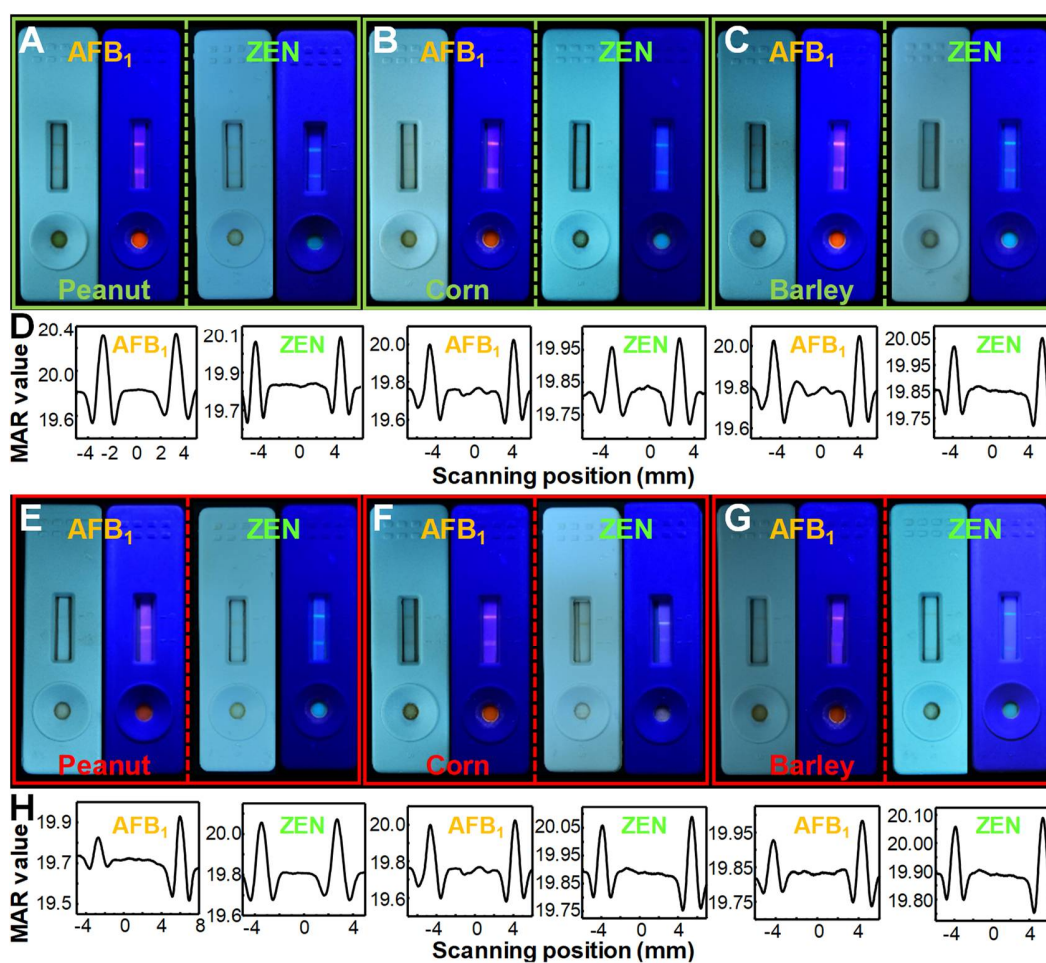 A AFB₁ ZEN B AFB₁ ZEN C AFB₁ ZEN
Peanut Corn Barley
D
MAR value
AFB₁
20.4
20.0
19.6
-4 -2 0 2 4
ZEN
20.1
19.9
19.7
-4 0 4
AFB₁
20.0
19.8
19.6
-4 0 4
ZEN
19.95
19.85
19.75
-4 0 4
AFB₁
20.0
19.8
19.6
-4 0 4
ZEN
20.05
19.95
19.85
19.75
-4 0 4
Scanning position (mm)
E AFB₁ ZEN F AFB₁ ZEN G AFB₁ ZEN
Peanut Corn Barley
H
MAR value
AFB₁
19.9
19.7
19.5
-4 0 4 8
ZEN
20.0
19.8
19.6
-4 0 4
AFB₁
20.0
19.8
19.6
-4 0 4
ZEN
20.05
19.95
19.85
19.75
-4 0 4
AFB₁
19.95
19.85
19.75
-4 0 4
ZEN
20.10
20.00
19.90
19.80
-4 0 4
Scanning position (mm)